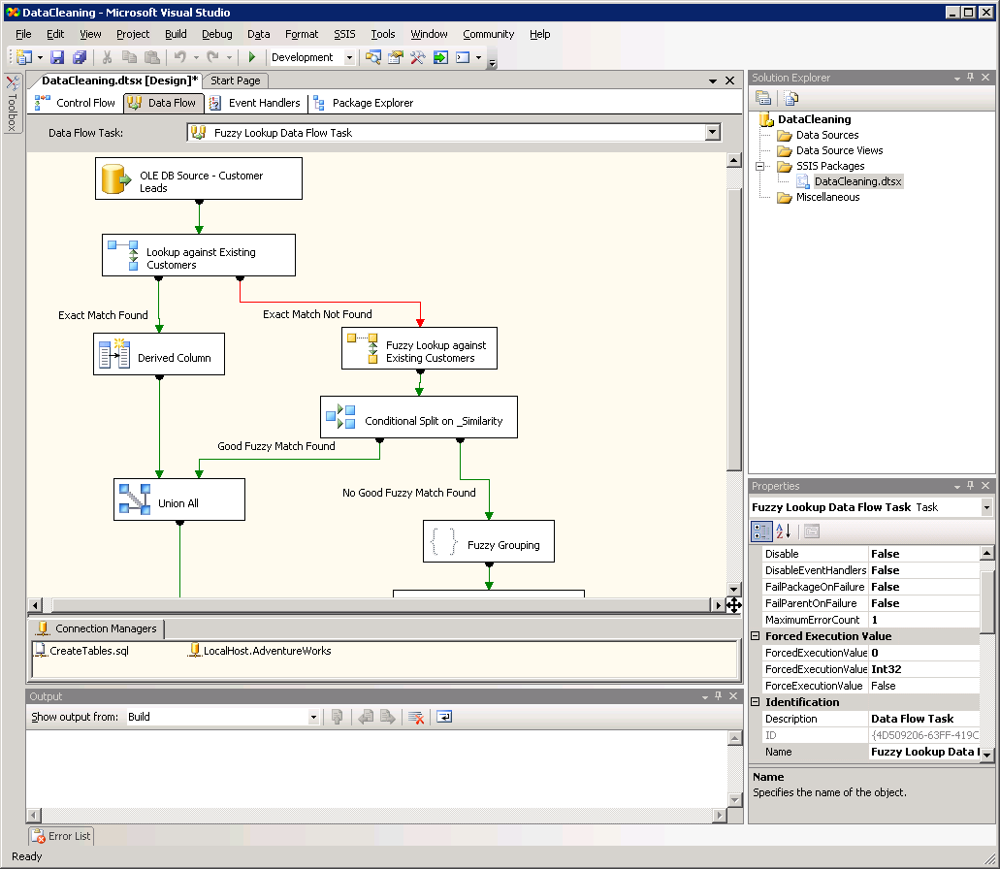 DataCleaning - Microsoft Visual Studio
File Edit View Project Build Debug Data Format SSIS Tools Window Community Help
Development
Toolbox
DataCleaning.dtsx [Design]* Start Page
Control Flow Data Flow Event Handlers Package Explorer
Data Flow Task: Fuzzy Lookup Data Flow Task
OLE DB Source - Customer
Leads
Lookup against Existing
Customers
Exact Match Found
Exact Match Not Found
Derived Column
Fuzzy Lookup against
Existing Customers
Conditional Split on _Similarity
Good Fuzzy Match Found
No Good Fuzzy Match Found
Union All
Fuzzy Grouping
Connection Managers
CreateTables.sql LocalHost.AdventureWorks
Output
Show output from: Build
Error List
Ready
Solution Explorer
DataCleaning
Data Sources
Data Source Views
SSIS Packages
DataCleaning.dtsx
Miscellaneous
Properties
Fuzzy Lookup Data Flow Task Task
Disable False
DisableEventHandlers False
FailPackageOnFailure False
FailParentOnFailure False
MaximumErrorCount 1
Forced Execution Value
ForcedExecutionValue 0
ForcedExecutionValue Int32
ForceExecutionValue False
Identification
Description Data Flow Task
ID {4D509206-63FF-419C
Name Fuzzy Lookup Data
Name
Specifies the name of the object.